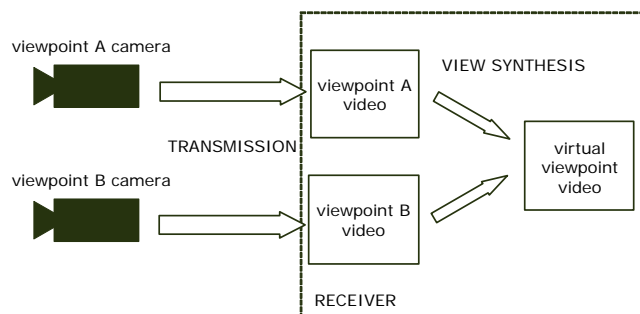 viewpoint A camera
viewpoint A
video
VIEW SYNTHESIS
TRANSMISSION
virtual
viewpoint
video
viewpoint B camera
viewpoint B
video
RECEIVER